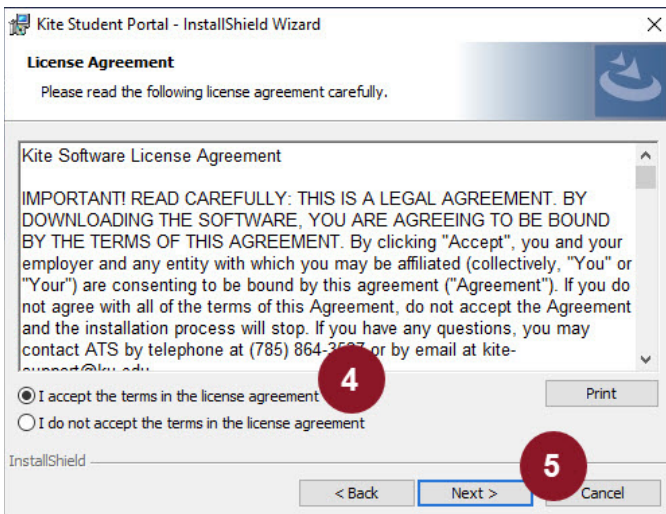 Kite Student Portal - InstallShield Wizard
License Agreement
Please read the following license agreement carefully.
Kite Software License Agreement
IMPORTANT! READ CAREFULLY: THIS IS A LEGAL AGREEMENT. BY
DOWNLOADING THE SOFTWARE, YOU ARE AGREEING TO BE BOUND
BY THE TERMS OF THIS AGREEMENT. By clicking "Accept", you and your
employer and any entity with which you may be affiliated (collectively, "You" or
"Your") are consenting to be bound by this agreement ("Agreement"). If you do
not agree with all of the terms of this Agreement, do not accept the Agreement
and the installation process will stop. If you have any questions, you may
contact ATS by telephone at (785) or by email at kite-
support@ku.edu
I accept the terms in the license agreement
4
Print
I do not accept the terms in the license agreement
InstallShield
5
< Back
Next >
Cancel